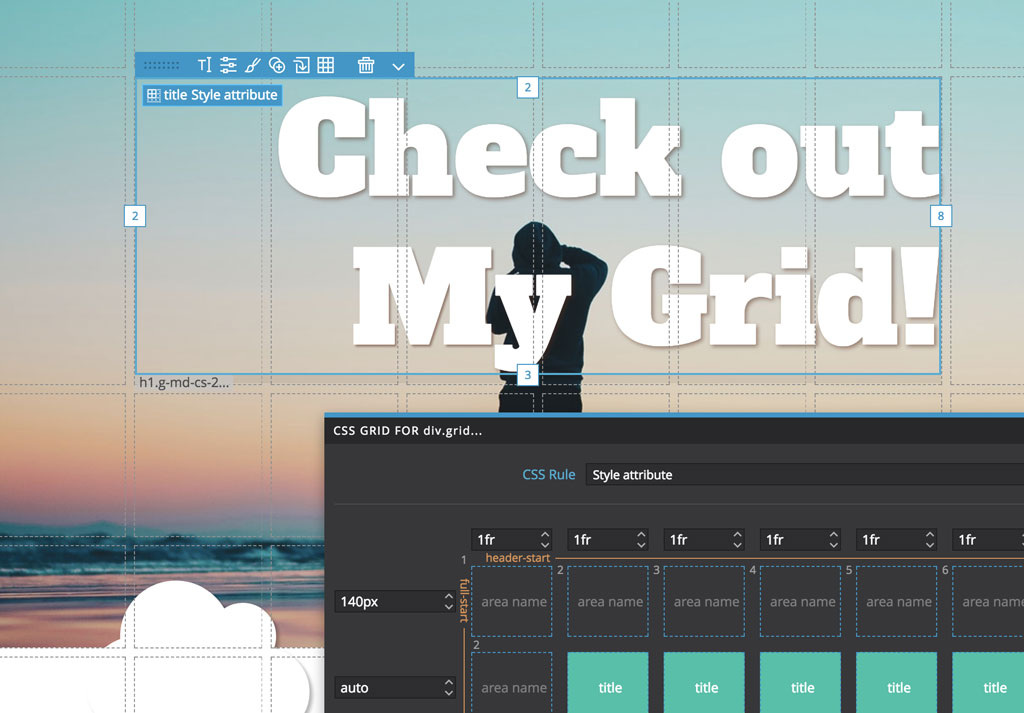 2
title Style attribute
Check out
2
8
My Grid!
3
h1.g-md-cs-2...
CSS GRID FOR div.grid...
CSS Rule
Style attribute
1fr 1fr 1fr 1fr 1fr 1fr
1 header-start
2 3 4 5 6
full-start
140px
area name area name area name area name area name area name
2
auto
area name title title title title title